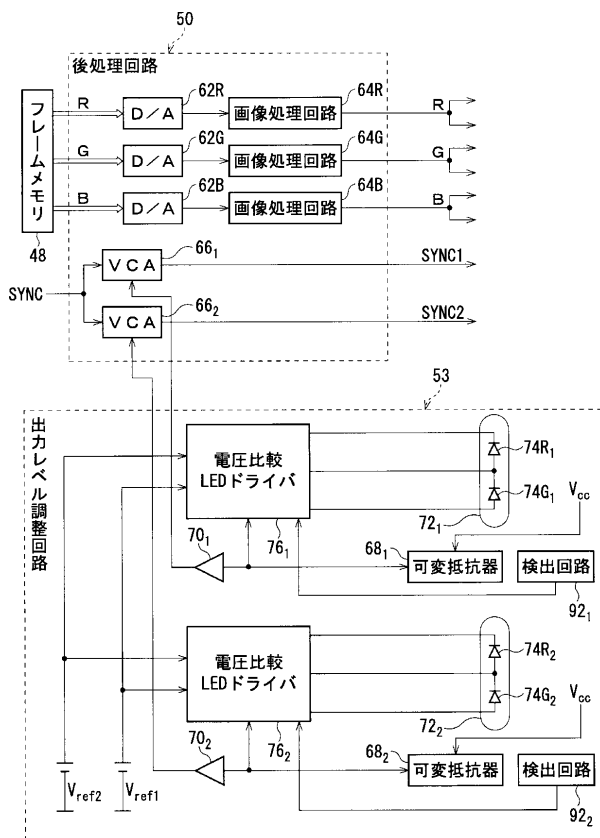 50
後処理回路
フレームメモリ
48
R
D/A
62R
画像処理回路
64R
R
G
D/A
62G
画像処理回路
64G
G
B
D/A
62B
画像処理回路
64B
B
SYNC
VCA
66₁
SYNC1
VCA
66₂
SYNC2
53
出力レベル調整回路
電圧比較
LEDドライバ
76₁
74R₁
74G₁
72₁
Vcc
70₁
68₁
可変抵抗器
検出回路
92₁
電圧比較
LEDドライバ
76₂
74R₂
74G₂
72₂
Vcc
70₂
68₂
可変抵抗器
検出回路
92₂
Vref2
Vref1